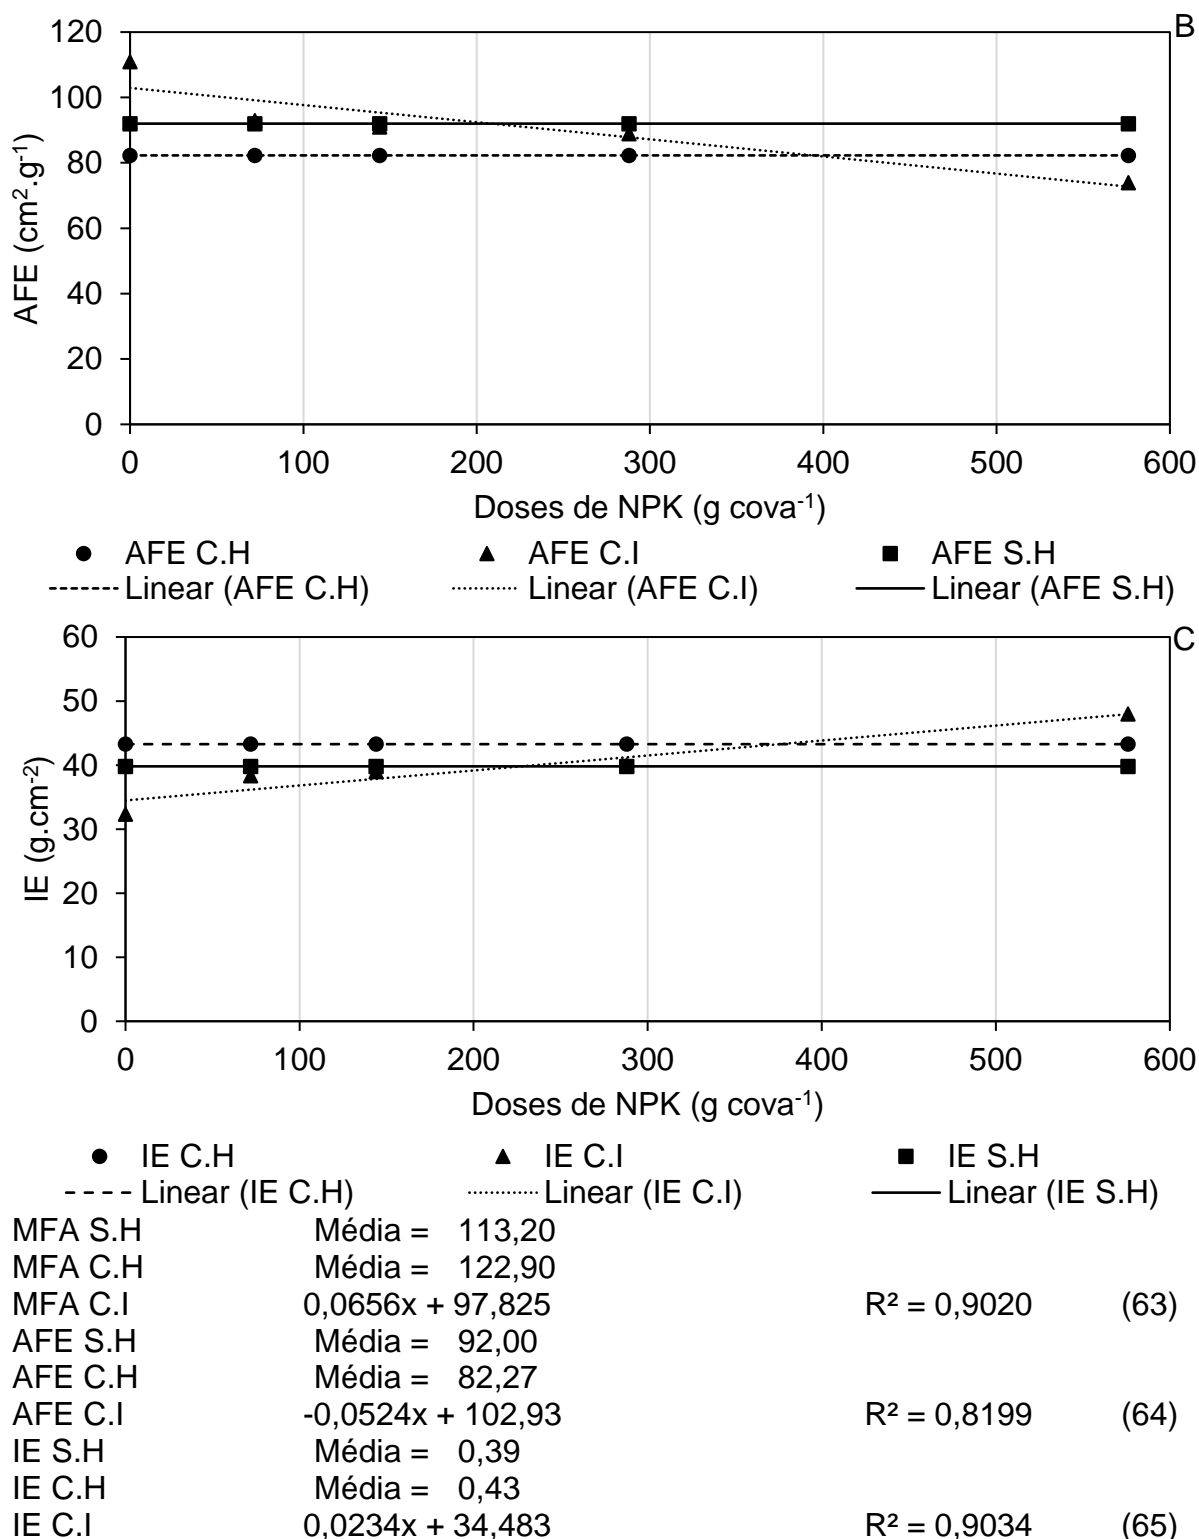 B
120
100
80
60
40
20
0
0 100 200 300 400 500 600
AFE (cm².g⁻¹)
Doses de NPK (g cova⁻¹)
AFE C.H AFE C.I AFE S.H
Linear (AFE C.H) Linear (AFE C.I) Linear (AFE S.H)
C
60
50
40
30
20
10
0
0 100 200 300 400 500 600
IE (g.cm⁻²)
Doses de NPK (g cova⁻¹)
IE C.H IE C.I IE S.H
Linear (IE C.H) Linear (IE C.I) Linear (IE S.H)
MFA S.H Média = 113,20
MFA C.H Média = 122,90
MFA C.I 0,0656x + 97,825 R² = 0,9020 (63)
AFE S.H Média = 92,00
AFE C.H Média = 82,27
AFE C.I -0,0524x + 102,93 R² = 0,8199 (64)
IE S.H Média = 0,39
IE C.H Média = 0,43
IE C.I 0,0234x + 34,483 R² = 0,9034 (65)